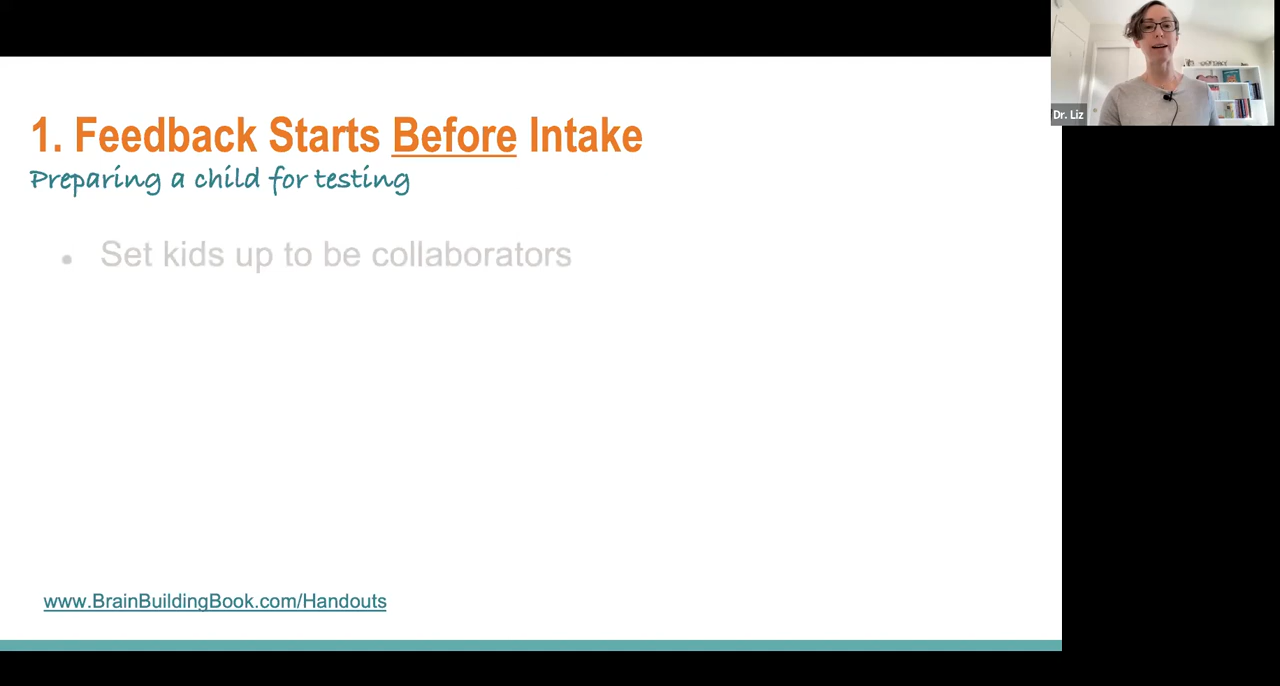 1. Feedback Starts Before Intake
Preparing a child for testing
• Set kids up to be collaborators
www.BrainBuildingBook.com/Handouts
Dr. Liz